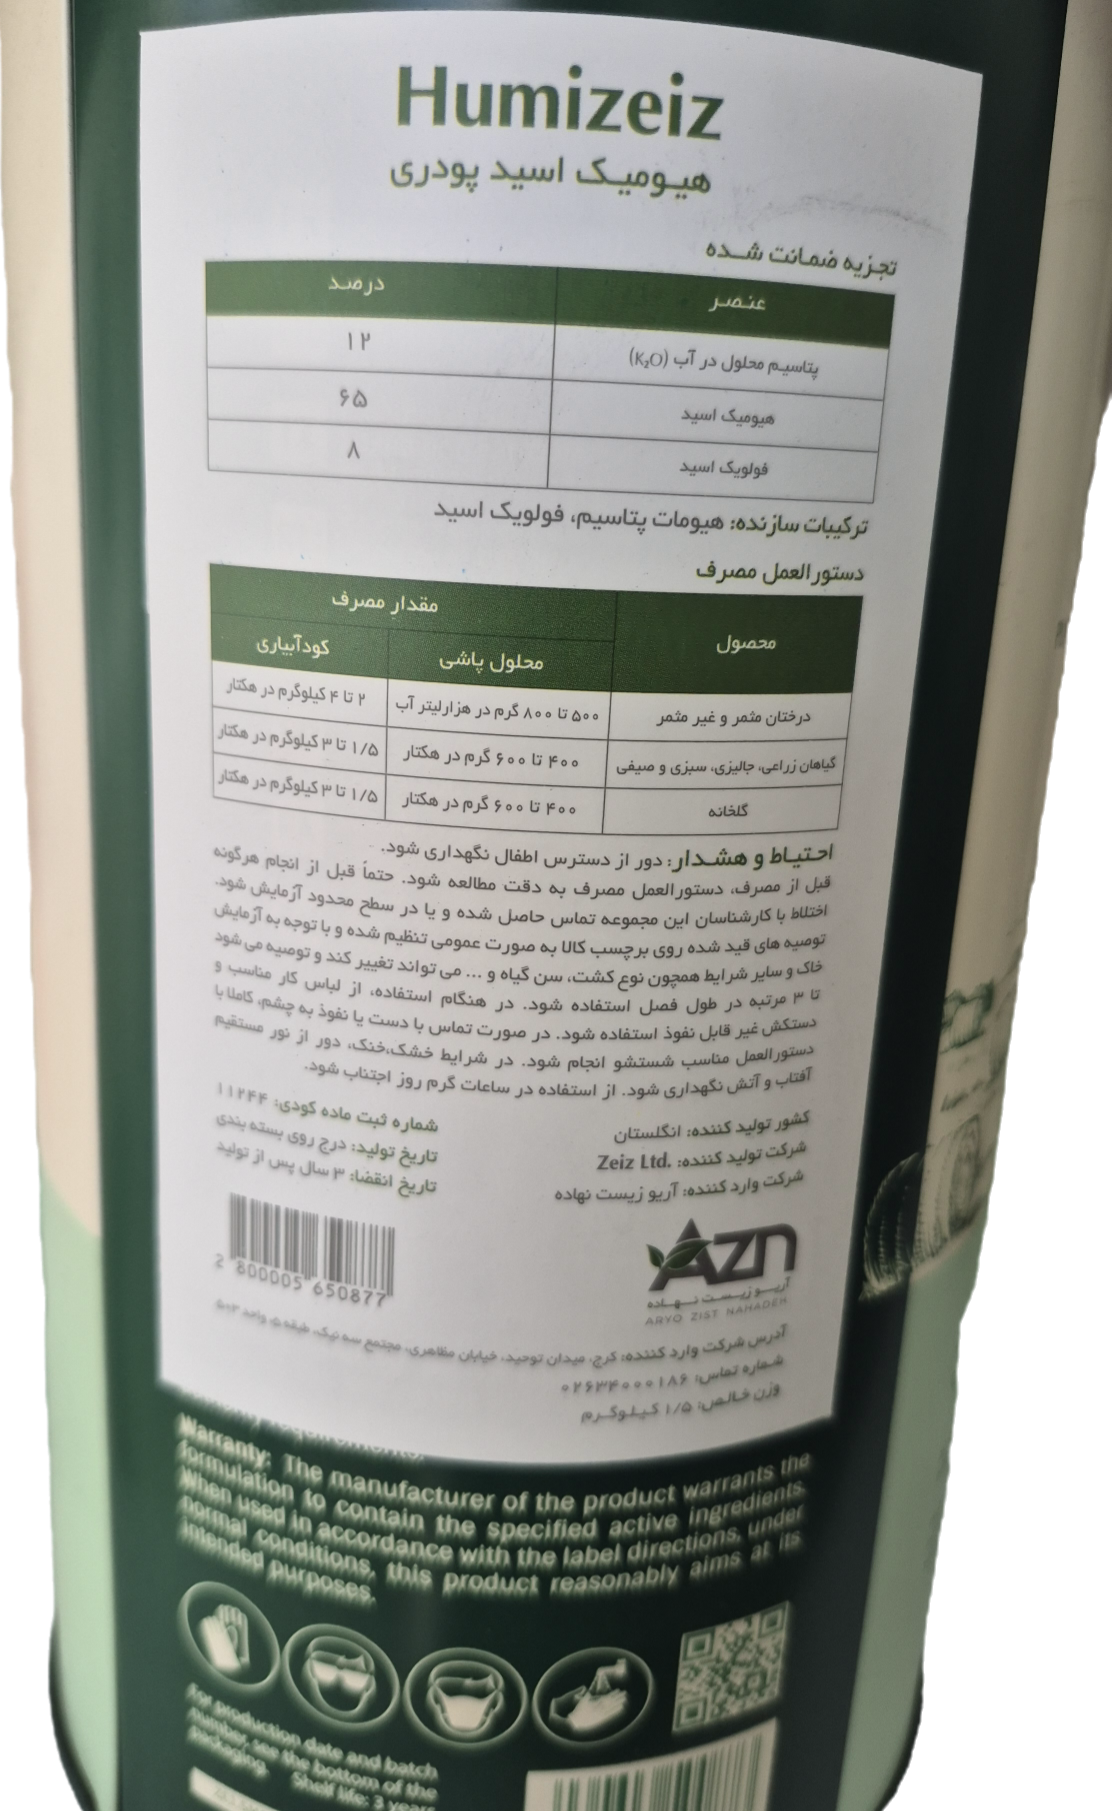 Humizeiz
هیومیک اسید پودری
تجزیه ضمانت شده
عنصر درصد
پتاسیم محلول در آب (K₂O) ۱۲
هیومیک اسید ۶۵
فولویک اسید ۸
ترکیبات سازنده: هیومات پتاسیم، فولویک اسید
دستورالعمل مصرف
محصول مقدار مصرف
محلول پاشی کودآبیاری
درختان مثمر و غیر مثمر ۵۰۰ تا ۸۰۰ گرم در هزارلیتر آب ۲ تا ۴ کیلوگرم در هکتار
گیاهان زراعی، جالیزی، سبزی و صیفی ۴۰۰ تا ۶۰۰ گرم در هکتار ۱/۵ تا ۳ کیلوگرم در هکتار
گلخانه ۴۰۰ تا ۶۰۰ گرم در هکتار ۱/۵ تا ۳ کیلوگرم در هکتار
احتیاط و هشدار: دور از دسترس اطفال نگهداری شود.
قبل از مصرف، دستورالعمل مصرف به دقت مطالعه شود. حتماً قبل از انجام هرگونه
اختلاط با کارشناسان این مجموعه تماس حاصل شده و یا در سطح محدود آزمایش شود.
توصیه های قید شده روی برچسب کالا به صورت عمومی تنظیم شده و با توجه به آزمایش
خاک و سایر شرایط همچون نوع کشت، سن گیاه و ... می تواند تغییر کند و توصیه می شود
تا ۳ مرتبه در طول فصل استفاده شود. در هنگام استفاده، از لباس کار مناسب و
دستکش غیر قابل نفوذ استفاده شود. در صورت تماس با دست یا نفوذ به چشم، کاملا با
دستورالعمل مناسب شستشو انجام شود. در شرایط خشک،خنک، دور از نور مستقیم
آفتاب و آتش نگهداری شود. از استفاده در ساعات گرم روز اجتناب شود.
کشور تولید کننده: انگلستان
شرکت تولید کننده: Zeiz Ltd.
شرکت وارد کننده: آریو زیست نهاده
شماره ثبت ماده کودی: ۱۱۲۴۴
تاریخ تولید: درج روی بسته بندی
تاریخ انقضا: ۳ سال پس از تولید
AZN
آریو زیست نهاده
ARYO ZIST NAHADEH
2 800005 650877
آدرس شرکت وارد کننده: کرج، میدان توحید، خیابان مظاهری، مجتمع سه نیک، طبقه ۵، واحد ۵۰۳
شماره تماس: ۰۲۶۳۴۰۰۰۱۸۶
وزن خالص: ۱/۵ کیلوگرم
Warranty: The manufacturer of the product warrants the
formulation to contain the specified active ingredients.
When used in accordance with the label directions, under
normal conditions, this product reasonably aims at its
intended purposes.
For production date and batch
number, see the bottom of the
packaging. Shelf life: 3 years